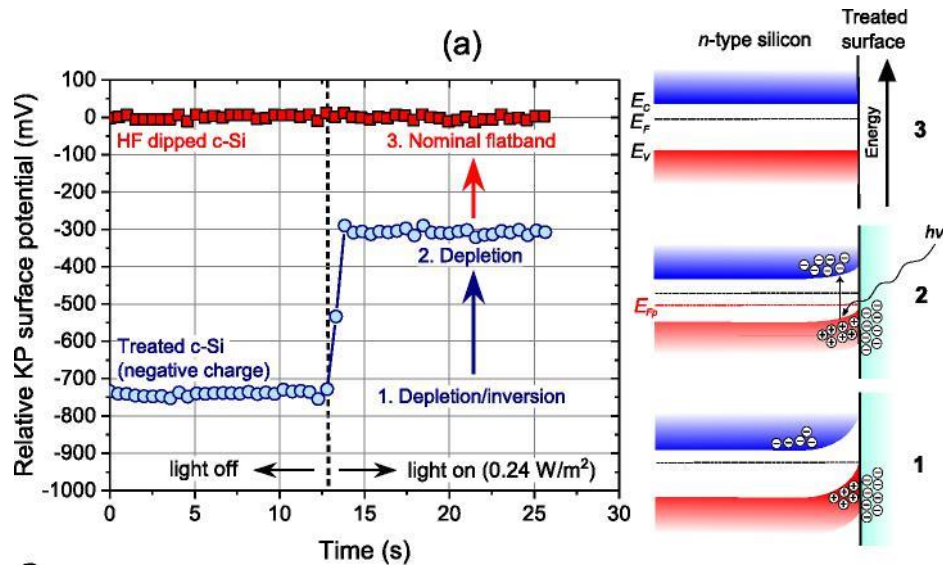 (a)
Relative KP surface potential (mV)
100
0
-100
-200
-300
-400
-500
-600
-700
-800
-900
-1000
HF dipped c-Si
3. Nominal flatband
2. Depletion
Treated c-Si
(negative charge)
1. Depletion/inversion
light off
light on (0.24 W/m²)
0
5
10
15
20
25
30
Time (s)
n-type silicon
Treated
surface
E_C
E_F
E_V
Energy
3
hν
E_Fp
2
1